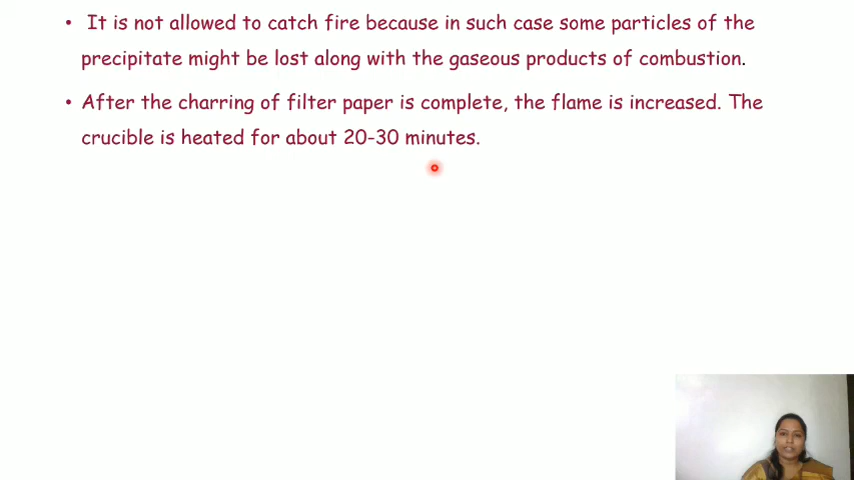 • It is not allowed to catch fire because in such case some particles of the
precipitate might be lost along with the gaseous products of combustion.
• After the charring of filter paper is complete, the flame is increased. The
crucible is heated for about 20-30 minutes.